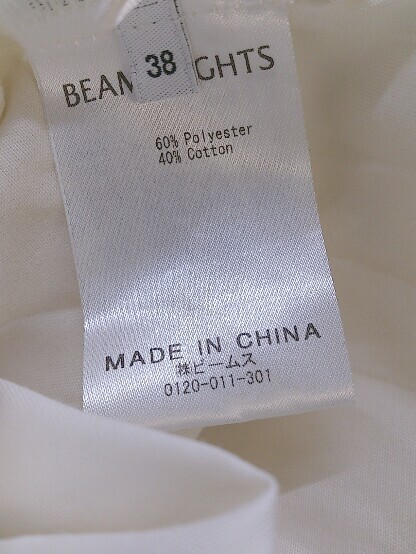 38
BEAM GHTS
60% Polyester
40% Cotton
MADE IN CHINA
㈱ビームス
0120-011-301